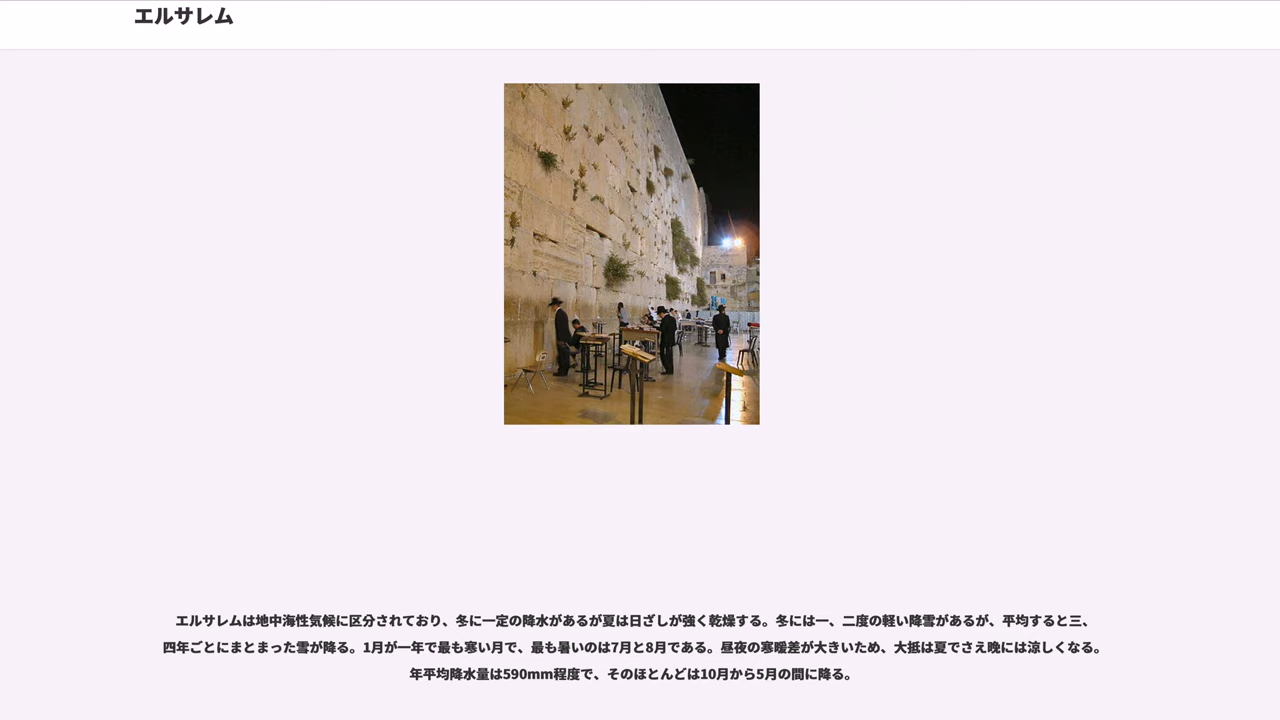 エルサレム
エルサレムは地中海性気候に区分されており、冬に一定の降水があるが夏は日ざしが強く乾燥する。冬には一、二度の軽い降雪があるが、平均すると三、
四年ごとにまとまった雪が降る。1月が一年で最も寒い月で、最も暑いのは7月と8月である。昼夜の寒暖差が大きいため、大抵は夏でさえ晩には涼しくなる。
年平均降水量は590mm程度で、そのほとんどは10月から5月の間に降る。